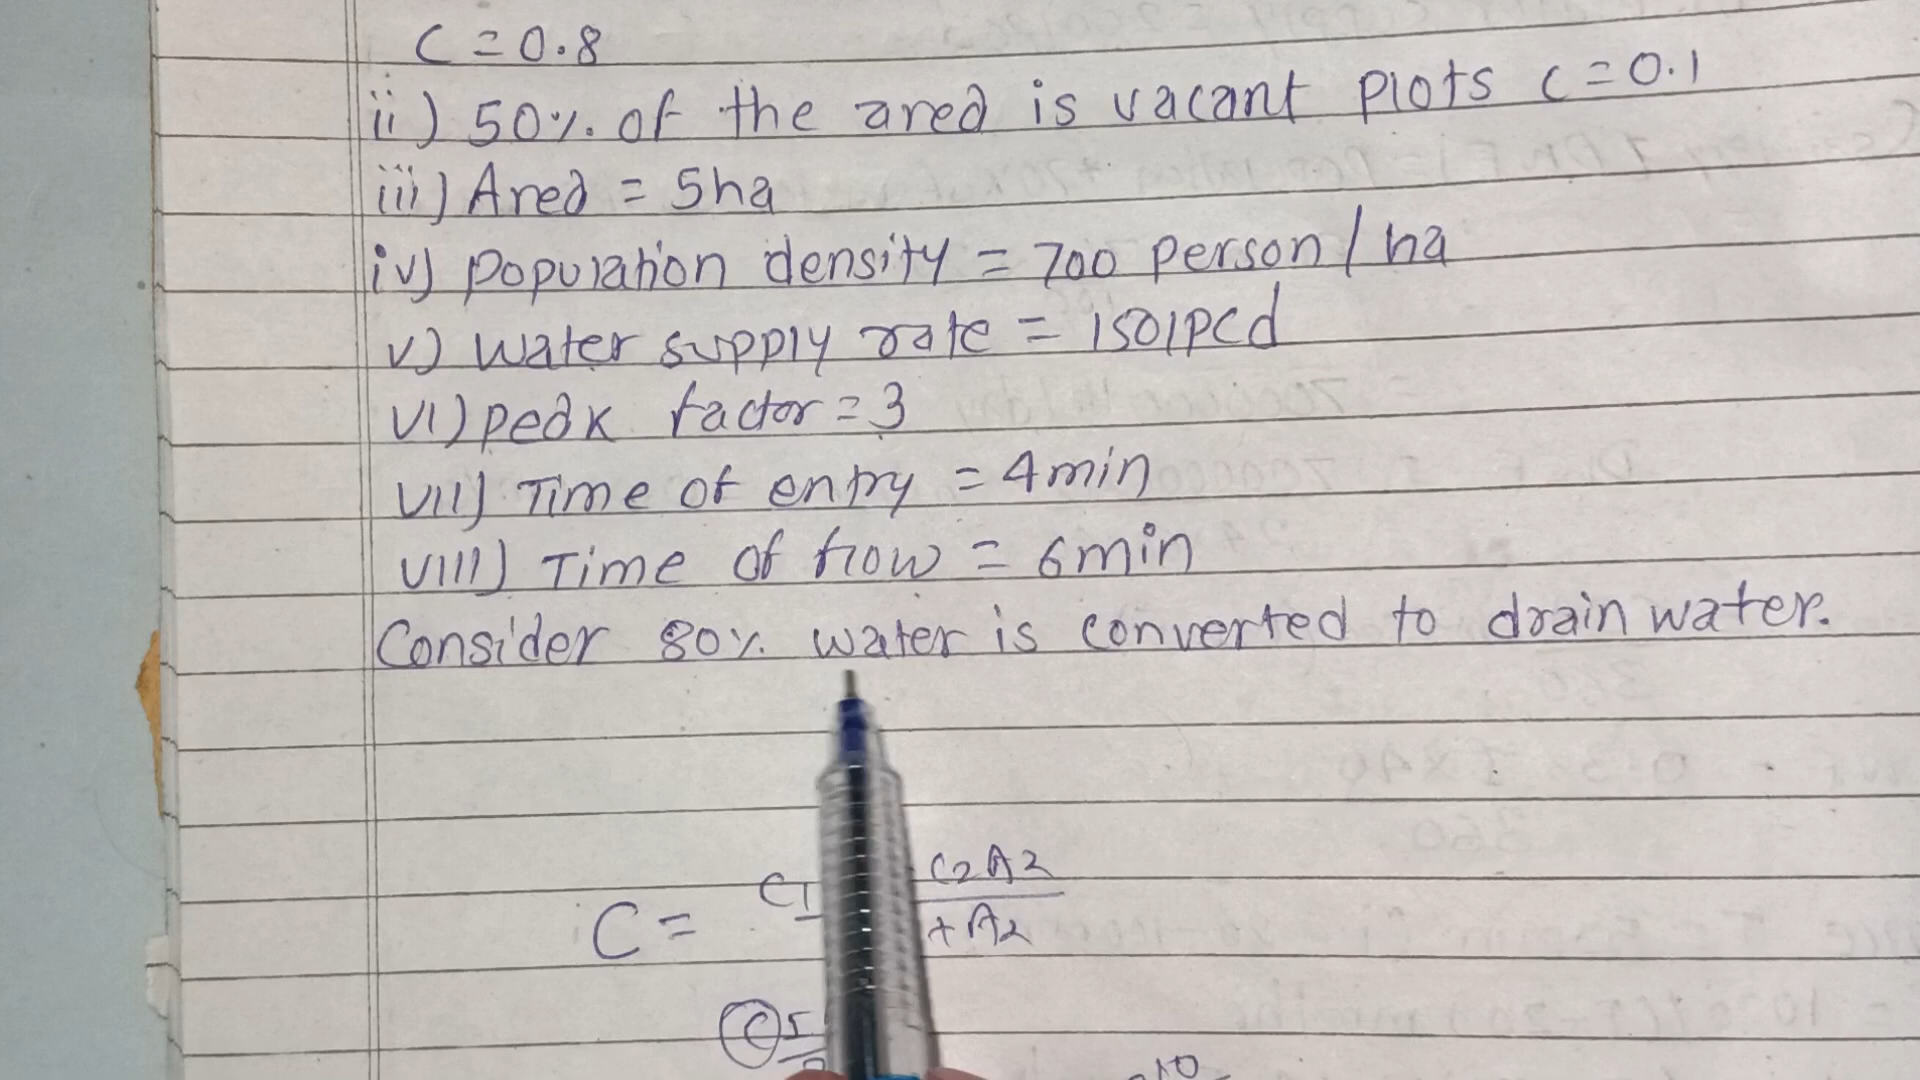 C = 0.8
ii) 50% of the area is vacant plots C = 0.1
iii) Area = 5ha
iv) population density = 700 person / ha
v) water supply rate = 150lpcd
vi) peak factor = 3
vii) Time of entry = 4min
viii) Time of flow = 6min
Consider 80% water is converted to drain water.
C = C1 C2A2
+ A2